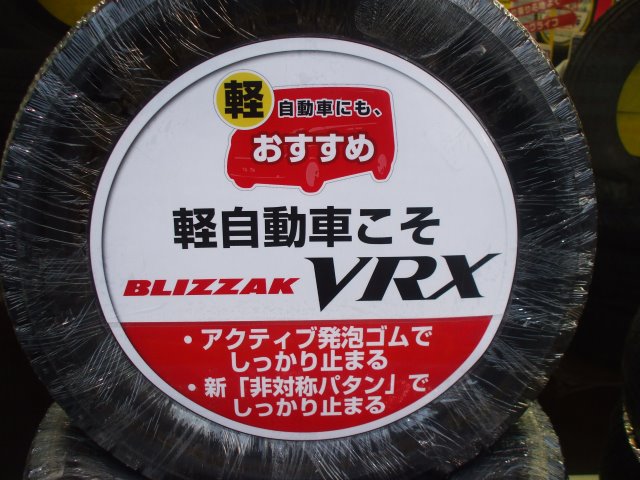 軽自動車にも、
おすすめ
軽自動車こそ
BLIZZAK VRX
・アクティブ発泡ゴムで
しっかり止まる
・新「非対称パタン」で
しっかり止まる